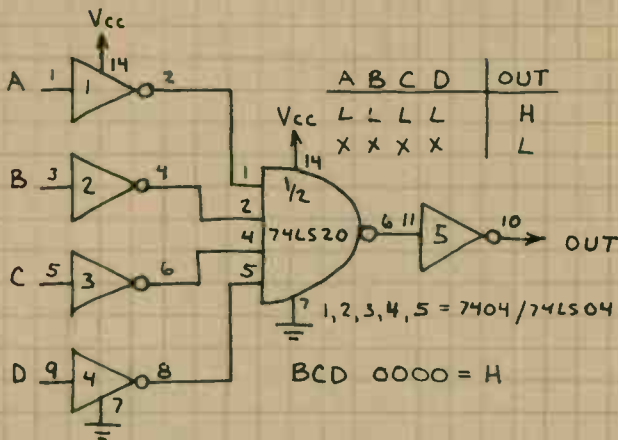 Vcc
14
A 1 1 2
B 3 2 4
C 5 3 6
D 9 4 8
7
Vcc
14
1
2
4
5
1/2
74LS20
7
6 11 5 10 OUT
A B C D OUT
L L L L H
X X X X L
1, 2, 3, 4, 5 = 7404/74LS04
BCD 0000 = H